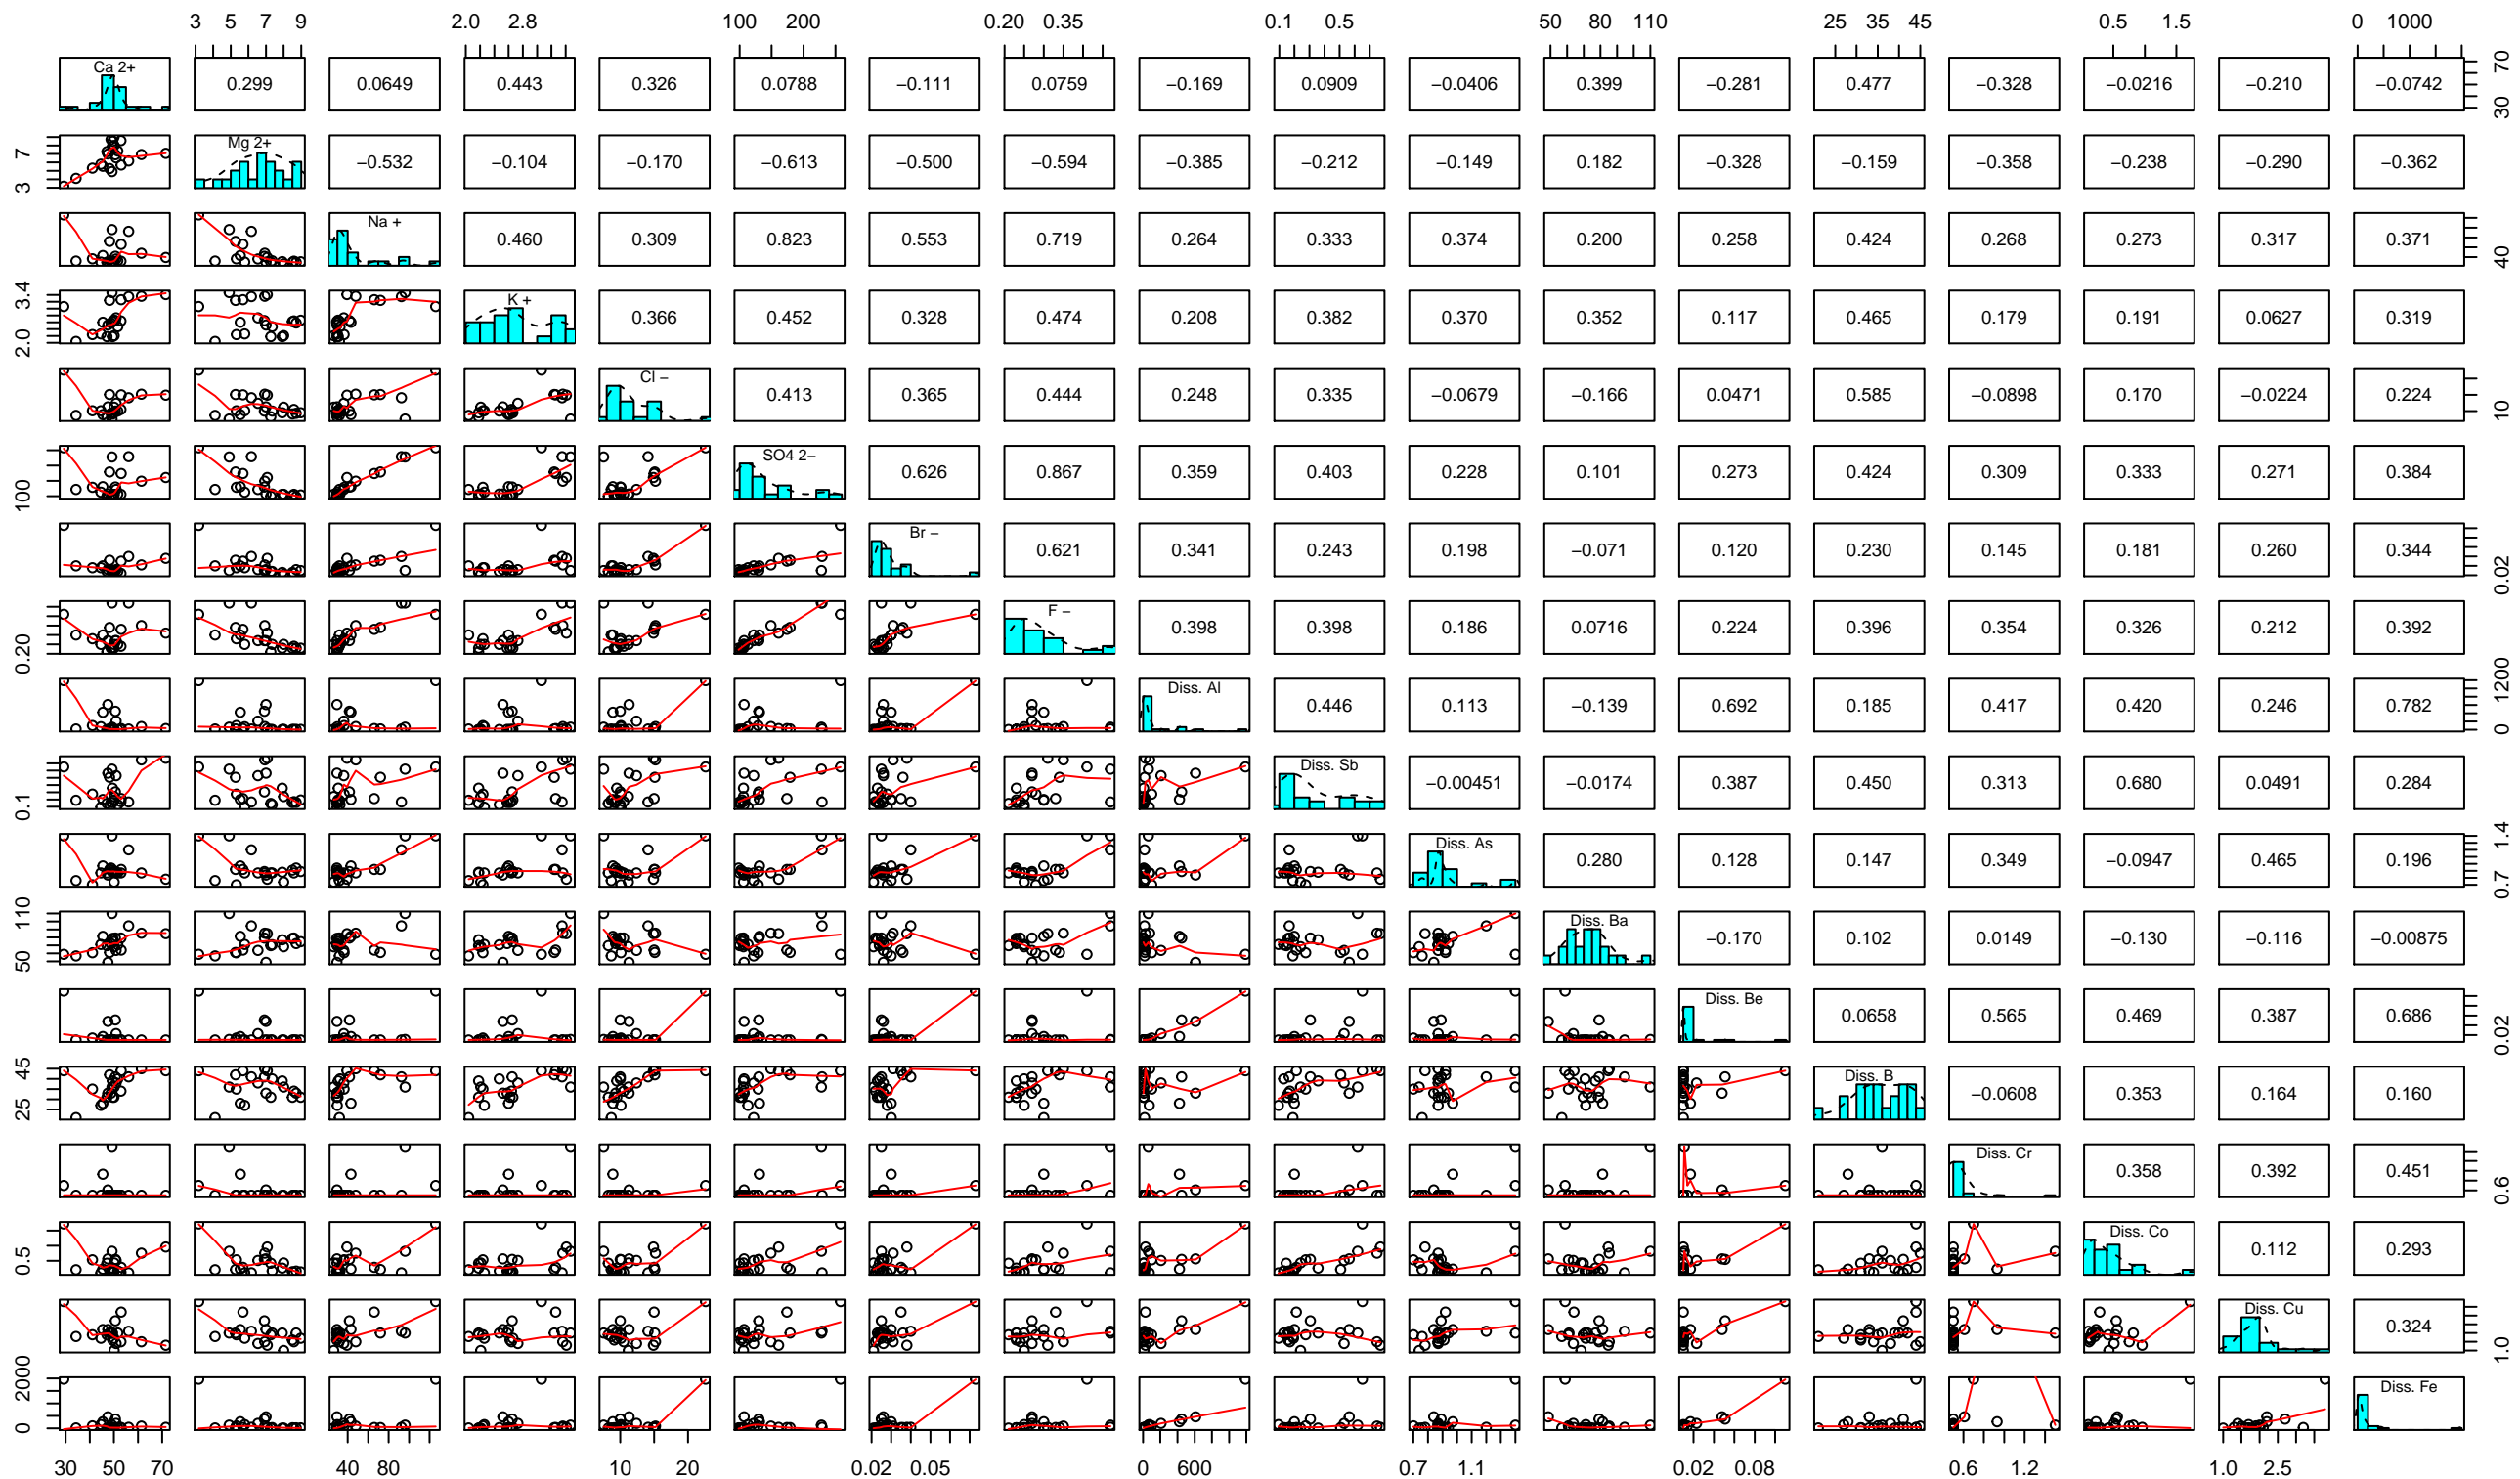 3 5 7 9 2.0 2.8 100 200 0.20 0.35 0.1 0.5 50 80 110 25 35 45 0.5 1.5 0 1000
Ca 2+ 0.299 0.0649 0.443 0.326 0.0788 −0.111 0.0759 −0.169 0.0909 −0.0406 0.399 −0.281 0.477 −0.328 −0.0216 −0.210 −0.0742 30 70
3 7 Mg 2+ −0.532 −0.104 −0.170 −0.613 −0.500 −0.594 −0.385 −0.212 −0.149 0.182 −0.328 −0.159 −0.358 −0.238 −0.290 −0.362
Na + 0.460 0.309 0.823 0.553 0.719 0.264 0.333 0.374 0.200 0.258 0.424 0.268 0.273 0.317 0.371 40
2.0 3.4 K + 0.366 0.452 0.328 0.474 0.208 0.382 0.370 0.352 0.117 0.465 0.179 0.191 0.0627 0.319
Cl − 0.413 0.365 0.444 0.248 0.335 −0.0679 −0.166 0.0471 0.585 −0.0898 0.170 −0.0224 0.224 10
100 SO4 2− 0.626 0.867 0.359 0.403 0.228 0.101 0.273 0.424 0.309 0.333 0.271 0.384
Br − 0.621 0.341 0.243 0.198 −0.071 0.120 0.230 0.145 0.181 0.260 0.344 0.02
0.20 F − 0.398 0.398 0.186 0.0716 0.224 0.396 0.354 0.326 0.212 0.392
Diss. Al 0.446 0.113 −0.139 0.692 0.185 0.417 0.420 0.246 0.782 0 1200
0.1 Diss. Sb −0.00451 −0.0174 0.387 0.450 0.313 0.680 0.0491 0.284
Diss. As 0.280 0.128 0.147 0.349 −0.0947 0.465 0.196 0.7 1.4
50 110 Diss. Ba −0.170 0.102 0.0149 −0.130 −0.116 −0.00875
Diss. Be 0.0658 0.565 0.469 0.387 0.686 0.02
25 45 Diss. B −0.0608 0.353 0.164 0.160
Diss. Cr 0.358 0.392 0.451 0.6
0.5 Diss. Co 0.112 0.293
Diss. Cu 0.324 1.0
0 2000 Diss. Fe
30 50 70 40 80 10 20 0.02 0.05 0 600 0.7 1.1 0.02 0.08 0.6 1.2 1.0 2.5